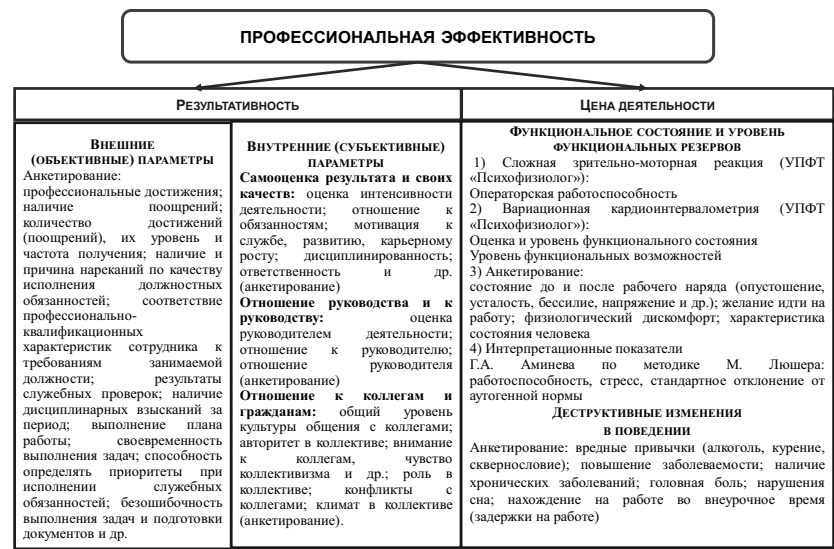 ПРОФЕССИОНАЛЬНАЯ ЭФФЕКТИВНОСТЬ
РЕЗУЛЬТАТИВНОСТЬ
ЦЕНА ДЕЯТЕЛЬНОСТИ
ВНЕШНИЕ
(ОБЪЕКТИВНЫЕ) ПАРАМЕТРЫ
Анкетирование:
профессиональные достижения;
наличие поощрений;
количество достижений
(поощрений), их уровень и
частота получения; наличие и
причина нареканий по качеству
исполнения должностных
обязанностей; соответствие
профессионально-
квалификационных
характеристик сотрудника к
требованиям занимаемой
должности; результаты
служебных проверок; наличие
дисциплинарных взысканий за
период; выполнение плана
работы; своевременность
выполнения задач; способность
определять приоритеты при
исполнении служебных
обязанностей; безошибочность
выполнения задач и подготовки
документов и др.
ВНУТРЕННИЕ (СУБЪЕКТИВНЫЕ)
ПАРАМЕТРЫ
Самооценка результата и своих
качеств: оценка интенсивности
деятельности; отношение к
обязанностям; мотивация к
службе, развитию, карьерному
росту; дисциплинированность;
ответственность и др.
(анкетирование)
Отношение руководства и к
руководству: оценка
руководителем деятельности;
отношение к руководителю;
отношение руководителя
(анкетирование)
Отношение к коллегам и
гражданам: общий уровень
культуры общения с коллегами;
авторитет в коллективе; внимание
к коллегам, чувство
коллективизма и др.; роль в
коллективе; конфликты с
коллегами; климат в коллективе
(анкетирование).
ФУНКЦИОНАЛЬНОЕ СОСТОЯНИЕ И УРОВЕНЬ
ФУНКЦИОНАЛЬНЫХ РЕЗЕРВОВ
1) Сложная зрительно-моторная реакция (УПФТ
«Психофизиолог»):
Операторская работоспособность
2) Вариационная кардиоинтервалометрия (УПФТ
«Психофизиолог»):
Оценка и уровень функционального состояния
Уровень функциональных возможностей
3) Анкетирование:
состояние до и после рабочего наряда (опустошение,
усталость, бессилие, напряжение и др.); желание идти на
работу; физиологический дискомфорт; характеристика
состояния человека
4) Интерпретационные показатели
Г.А. Аминева по методике М. Люшера:
работоспособность, стресс, стандартное отклонение от
аутогенной нормы
ДЕСТРУКТИВНЫЕ ИЗМЕНЕНИЯ
В ПОВЕДЕНИИ
Анкетирование: вредные привычки (алкоголь, курение,
сквернословие); повышение заболеваемости; наличие
хронических заболеваний; головная боль; нарушения
сна; нахождение на работе во внеурочное время
(задержки на работе)